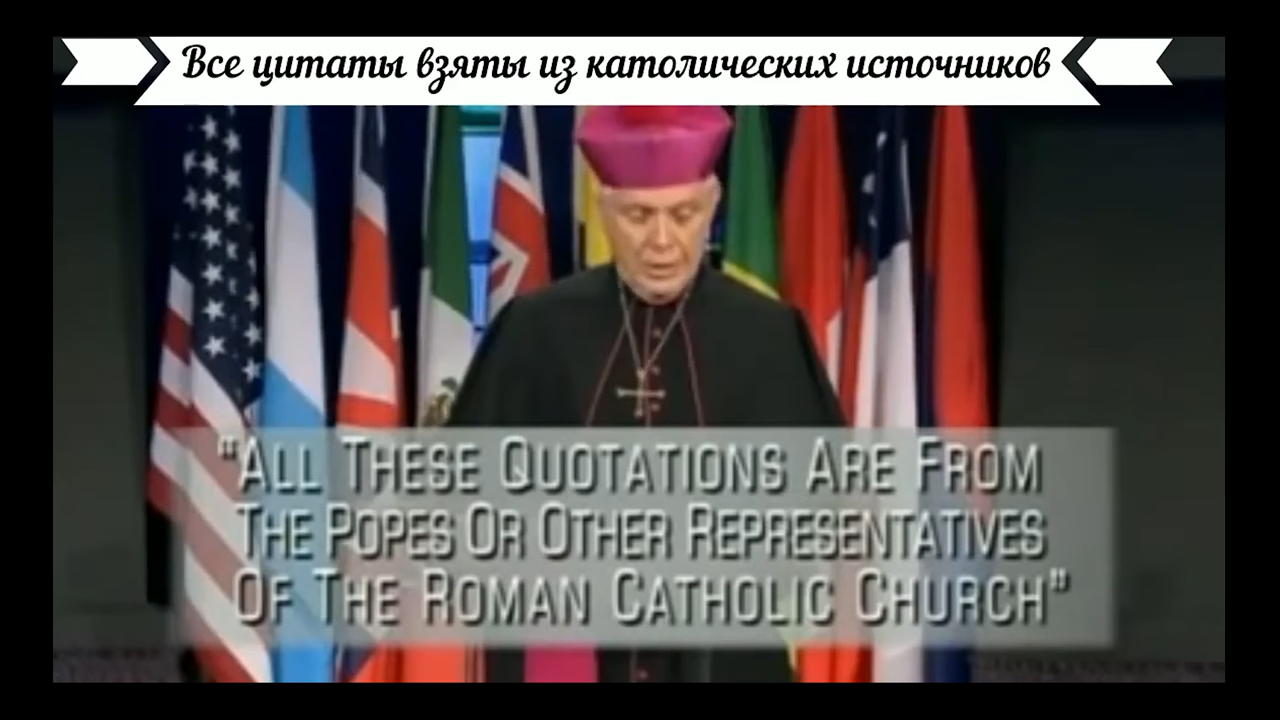 Все цитаты взяты из католических источников
“ALL THESE QUOTATIONS ARE FROM
THE POPES OR OTHER REPRESENTATIVES
OF THE ROMAN CATHOLIC CHURCH”